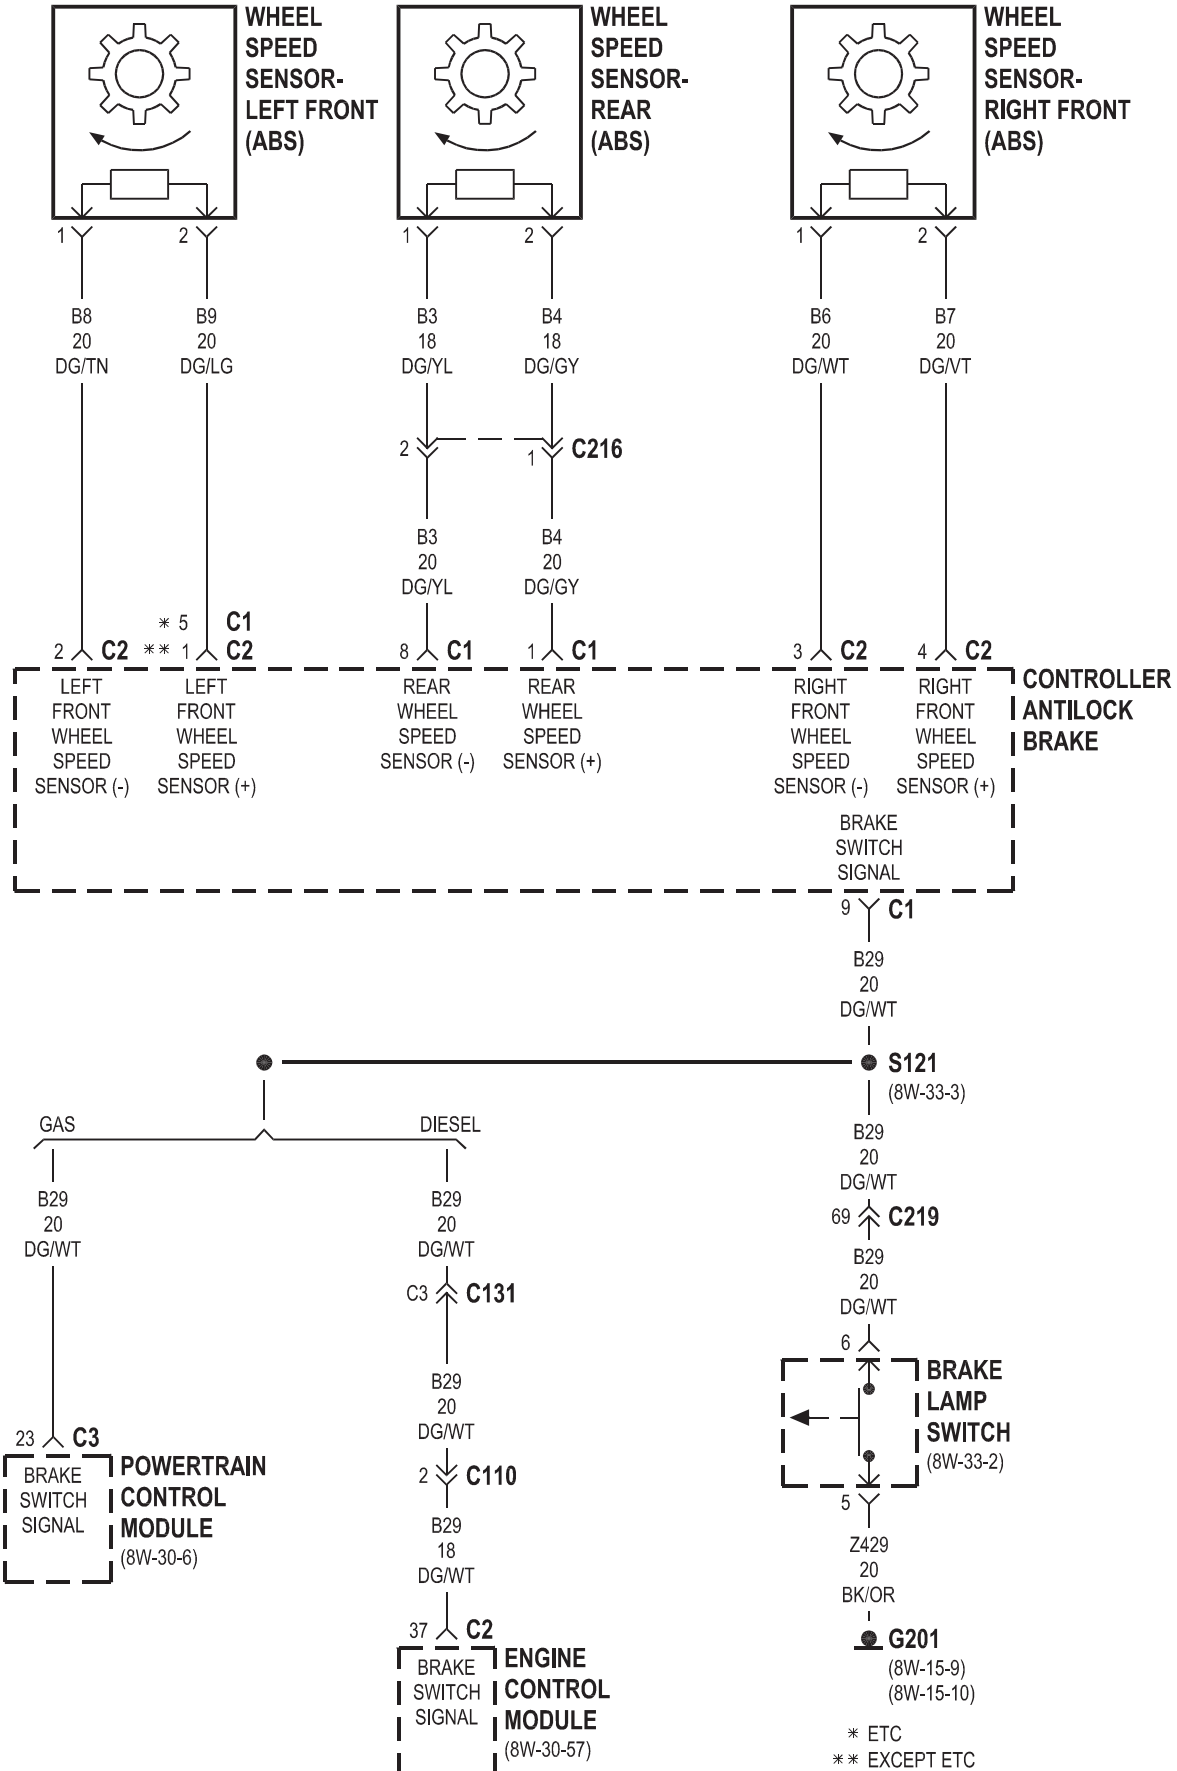 WHEEL
SPEED
SENSOR-
LEFT FRONT
(ABS)
WHEEL
SPEED
SENSOR-
REAR
(ABS)
WHEEL
SPEED
SENSOR-
RIGHT FRONT
(ABS)
1 2 1 2 1 2
B8
20
DG/TN
B9
20
DG/LG
B3
18
DG/YL
B4
18
DG/GY
B6
20
DG/WT
B7
20
DG/VT
2 1 C216
B3
20
DG/YL
B4
20
DG/GY
* 5 C1
2 C2 ** 1 C2 8 C1 1 C1 3 C2 4 C2
LEFT
FRONT
WHEEL
SPEED
SENSOR (-)
LEFT
FRONT
WHEEL
SPEED
SENSOR (+)
REAR
WHEEL
SPEED
SENSOR (-)
REAR
WHEEL
SPEED
SENSOR (+)
RIGHT
FRONT
WHEEL
SPEED
SENSOR (-)
RIGHT
FRONT
WHEEL
SPEED
SENSOR (+)
CONTROLLER
ANTILOCK
BRAKE
BRAKE
SWITCH
SIGNAL
9 C1
B29
20
DG/WT
S121
(8W-33-3)
GAS
DIESEL
B29
20
DG/WT
23 C3
BRAKE
SWITCH
SIGNAL
POWERTRAIN
CONTROL
MODULE
(8W-30-6)
B29
20
DG/WT
C3 C131
B29
20
DG/WT
2 C110
B29
18
DG/WT
37 C2
BRAKE
SWITCH
SIGNAL
ENGINE
CONTROL
MODULE
(8W-30-57)
B29
20
DG/WT
69 C219
B29
20
DG/WT
6
BRAKE
LAMP
SWITCH
(8W-33-2)
5
Z429
20
BK/OR
G201
(8W-15-9)
(8W-15-10)
* ETC
** EXCEPT ETC